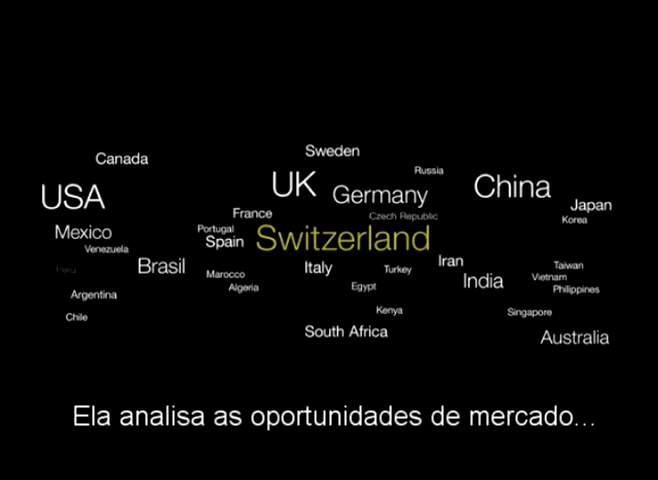 Sweden
Canada
Russia
UK
Germany
China
USA
Japan
France
Czech Republic
Korea
Mexico
Portugal
Spain
Switzerland
Venezuela
Brasil
Italy
Iran
Taiwan
Peru
Marocco
Turkey
India
Vietnam
Algeria
Egypt
Philippines
Argentina
Kenya
Singapore
Chile
South Africa
Australia
Ela analisa as oportunidades de mercado...